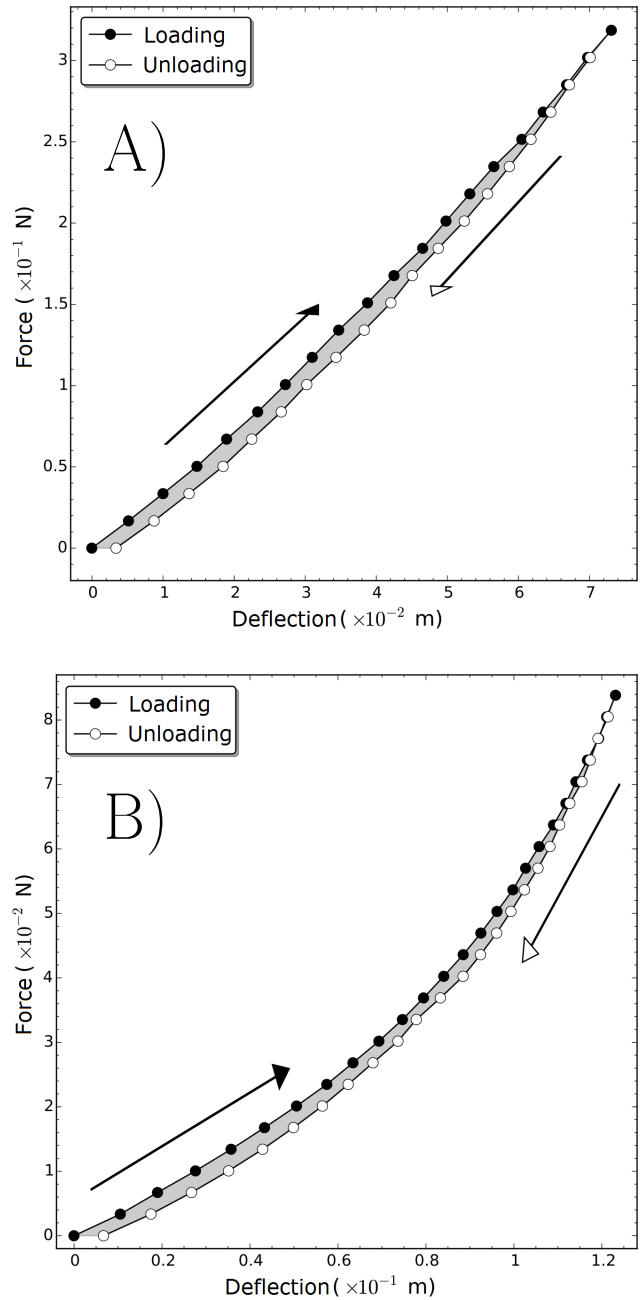 Loading
Unloading
A)
3
2.5
2
1.5
1
0.5
0
Force ( ×10⁻¹ N)
0 1 2 3 4 5 6 7
Deflection ( ×10⁻² m)
Loading
Unloading
B)
8
7
6
5
4
3
2
1
0
Force ( ×10⁻² N)
0 0.2 0.4 0.6 0.8 1 1.2
Deflection ( ×10⁻¹ m)